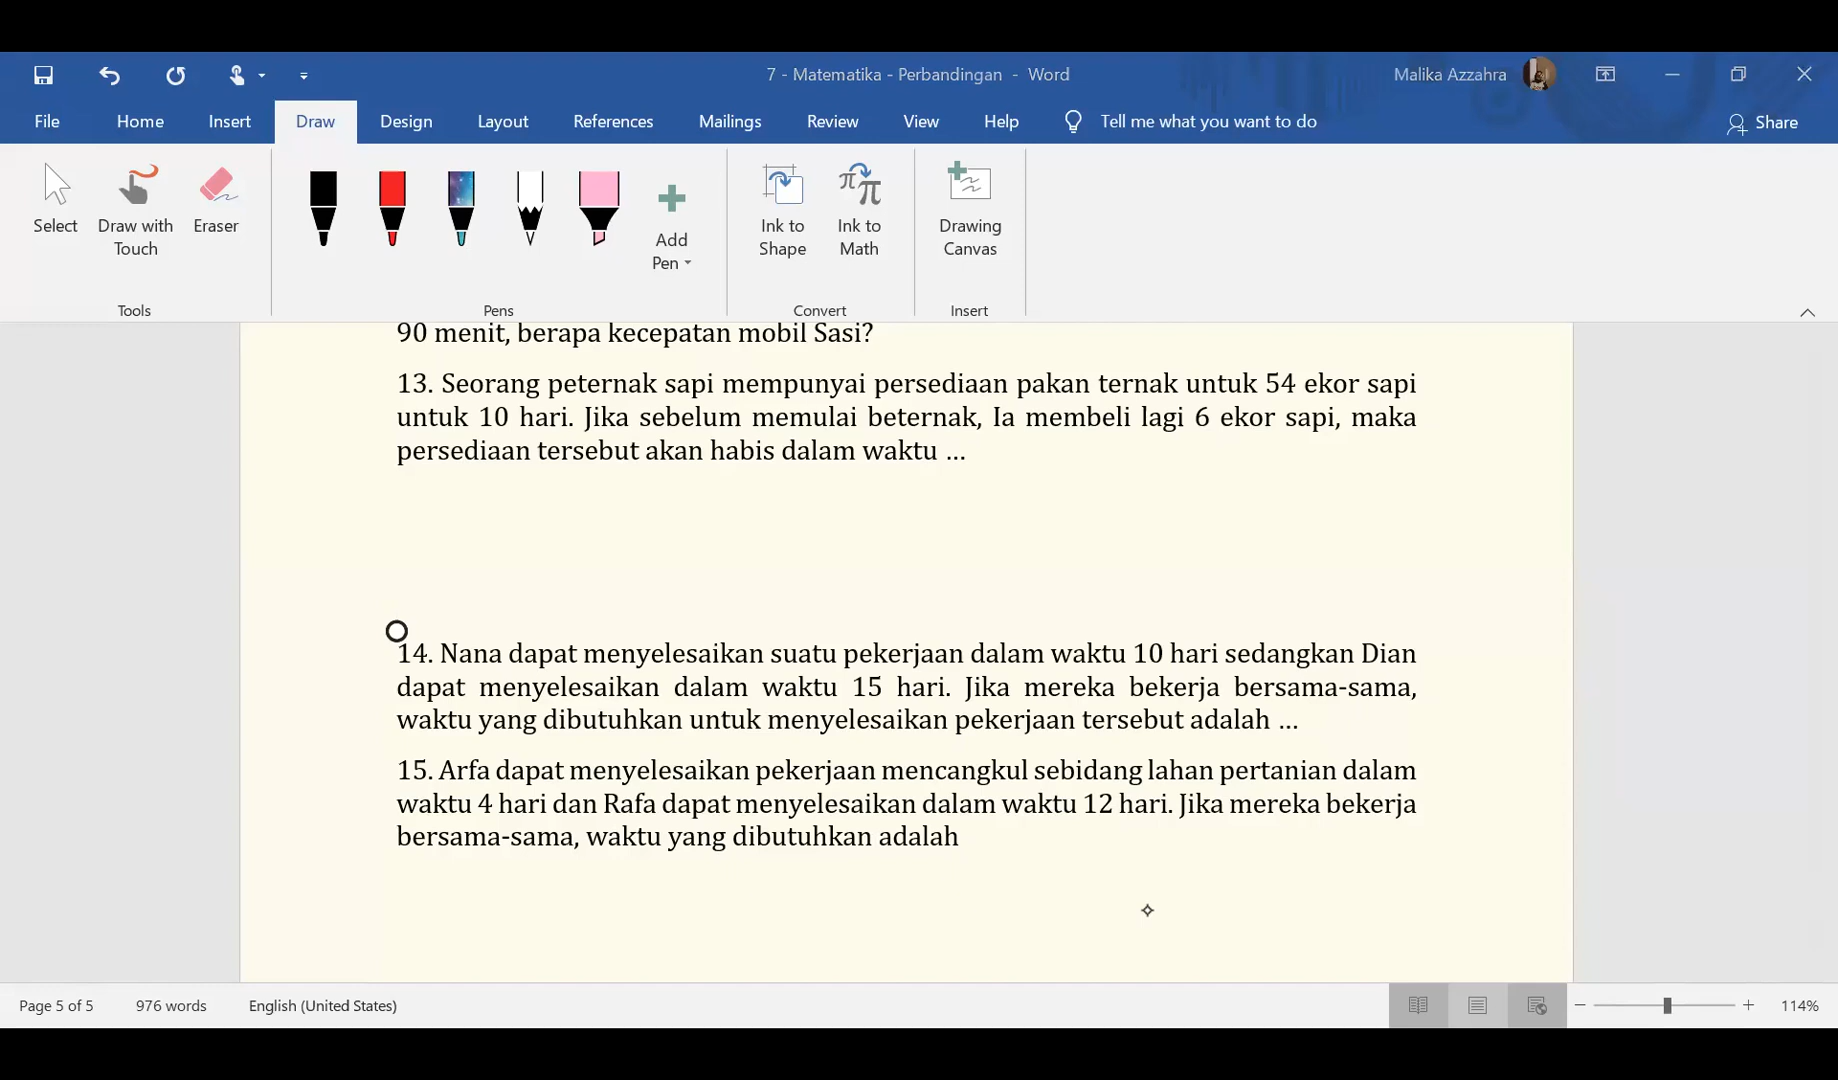 7 - Matematika - Perbandingan - Word
Malika Azzahra
File Home Insert Draw Design Layout References Mailings Review View Help Tell me what you want to do Share
Select
Draw with Touch
Eraser
Add Pen
Ink to Shape
Ink to Math
Drawing Canvas
Tools
Pens
Convert
Insert
90 menit, berapa kecepatan mobil Sasi?
13. Seorang peternak sapi mempunyai persediaan pakan ternak untuk 54 ekor sapi
untuk 10 hari. Jika sebelum memulai beternak, Ia membeli lagi 6 ekor sapi, maka
persediaan tersebut akan habis dalam waktu ...
14. Nana dapat menyelesaikan suatu pekerjaan dalam waktu 10 hari sedangkan Dian
dapat menyelesaikan dalam waktu 15 hari. Jika mereka bekerja bersama-sama,
waktu yang dibutuhkan untuk menyelesaikan pekerjaan tersebut adalah ...
15. Arfa dapat menyelesaikan pekerjaan mencangkul sebidang lahan pertanian dalam
waktu 4 hari dan Rafa dapat menyelesaikan dalam waktu 12 hari. Jika mereka bekerja
bersama-sama, waktu yang dibutuhkan adalah
Page 5 of 5 976 words English (United States) 114%